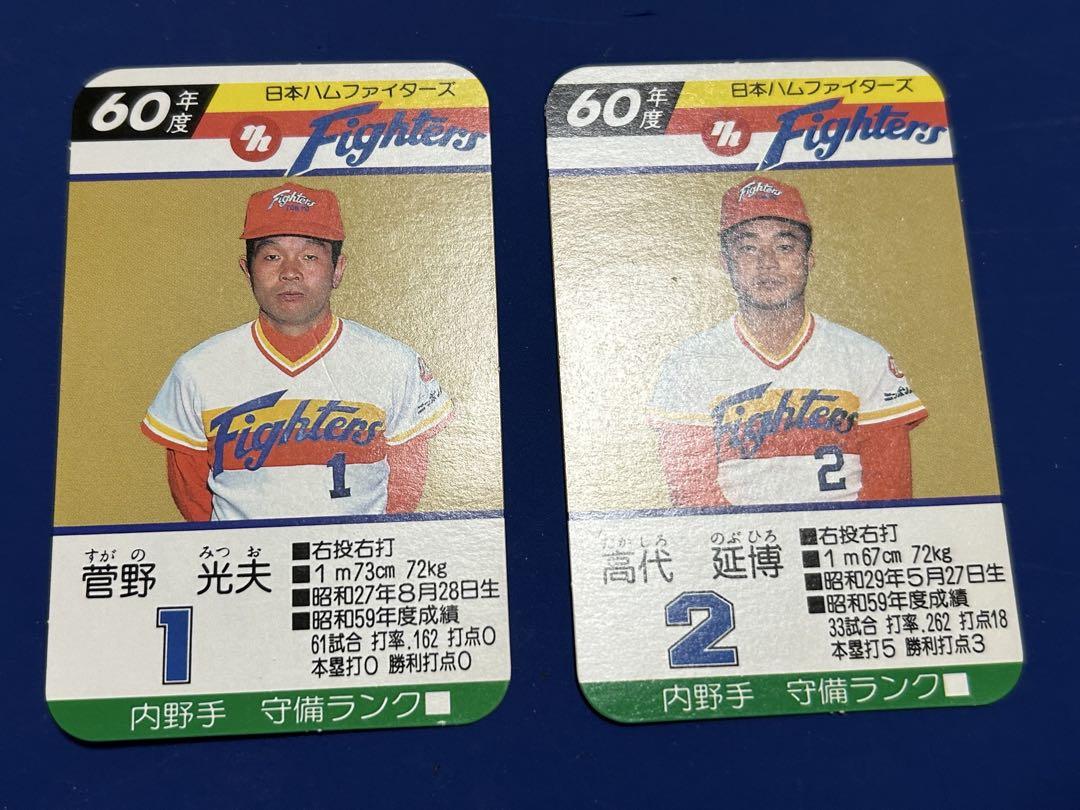 60年度
日本ハムファイターズ
Fighters
Fighters
Fighters
1
すが の みつ お
菅野 光夫
1
■右投右打
■1m73cm 72kg
■昭和27年8月28日生
■昭和59年度成績
61試合 打率.162 打点0
本塁打0 勝利打点0
内野手 守備ランク□
60年度
日本ハムファイターズ
Fighters
Fighters
Fighters
2
たかしろ のぶひろ
高代 延博
2
■右投右打
■1m67cm 72kg
■昭和29年5月27日生
■昭和59年度成績
33試合 打率.262 打点18
本塁打5 勝利打点3
内野手 守備ランク□